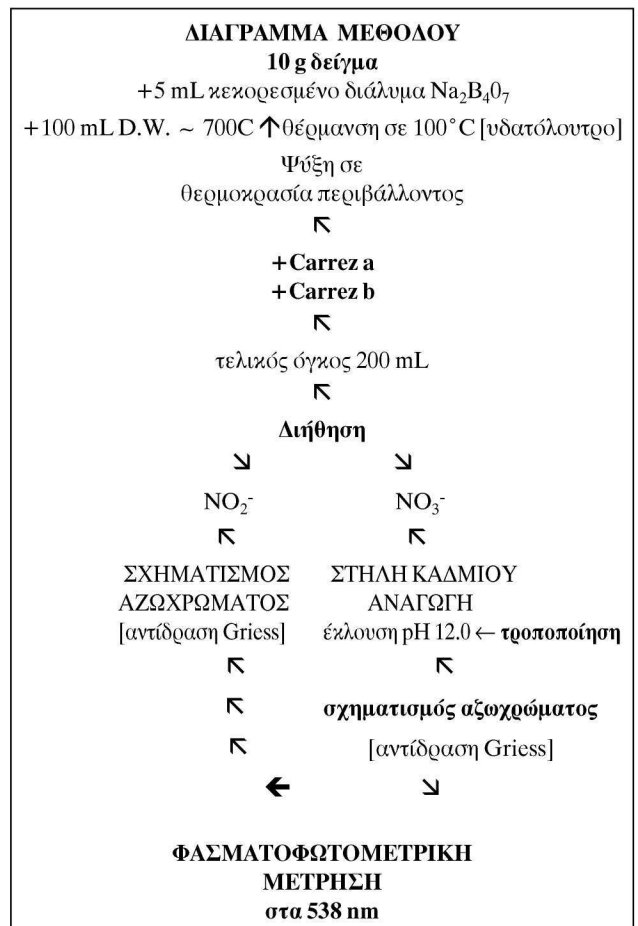 ΔΙΑΓΡΑΜΜΑ ΜΕΘΟΔΟΥ
10 g δείγμα
+5 mL κεκορεσμένο διάλυμα Na₂B₄0₇
+100 mL D.W. ~ 700C ↑ θέρμανση σε 100°C [υδατόλουτρο]
Ψύξη σε
θερμοκρασία περιβάλλοντος
↖
+Carrez a
+Carrez b
↖
τελικός όγκος 200 mL
↖
Διήθηση
↘ ↘
NO₂⁻ NO₃⁻
↖ ↖
ΣΧΗΜΑΤΙΣΜΟΣ ΣΤΗΛΗ ΚΑΔΜΙΟΥ
ΑΖΩΧΡΩΜΑΤΟΣ ΑΝΑΓΩΓΗ
[αντίδραση Griess] έκλουση pH 12.0 ← τροποποίηση
↖ ↖
↖ σχηματισμός αζωχρώματος
↖ [αντίδραση Griess]
← ↘
ΦΑΣΜΑΤΟΦΩΤΟΜΕΤΡΙΚΗ
ΜΕΤΡΗΣΗ
στα 538 nm